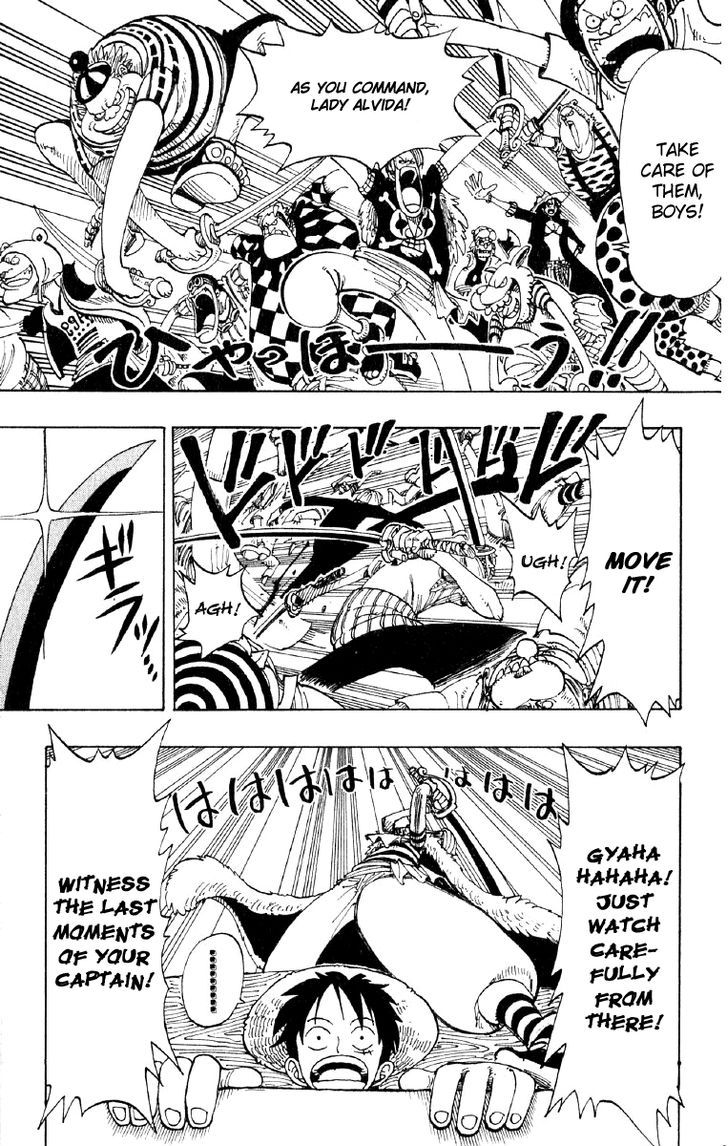 TAKE
CARE OF
THEM,
BOYS!
AS YOU COMMAND,
LADY ALVIDA!
ひゃっほーーう!!
MOVE
IT!
UGH!
AGH!
ドドドドドド
ギラッ
GYAHA
HAHAHA!
JUST
WATCH
CARE-
FULLY
FROM
THERE!
はははははははは
WITNESS
THE LAST
MOMENTS
OF YOUR
CAPTAIN!